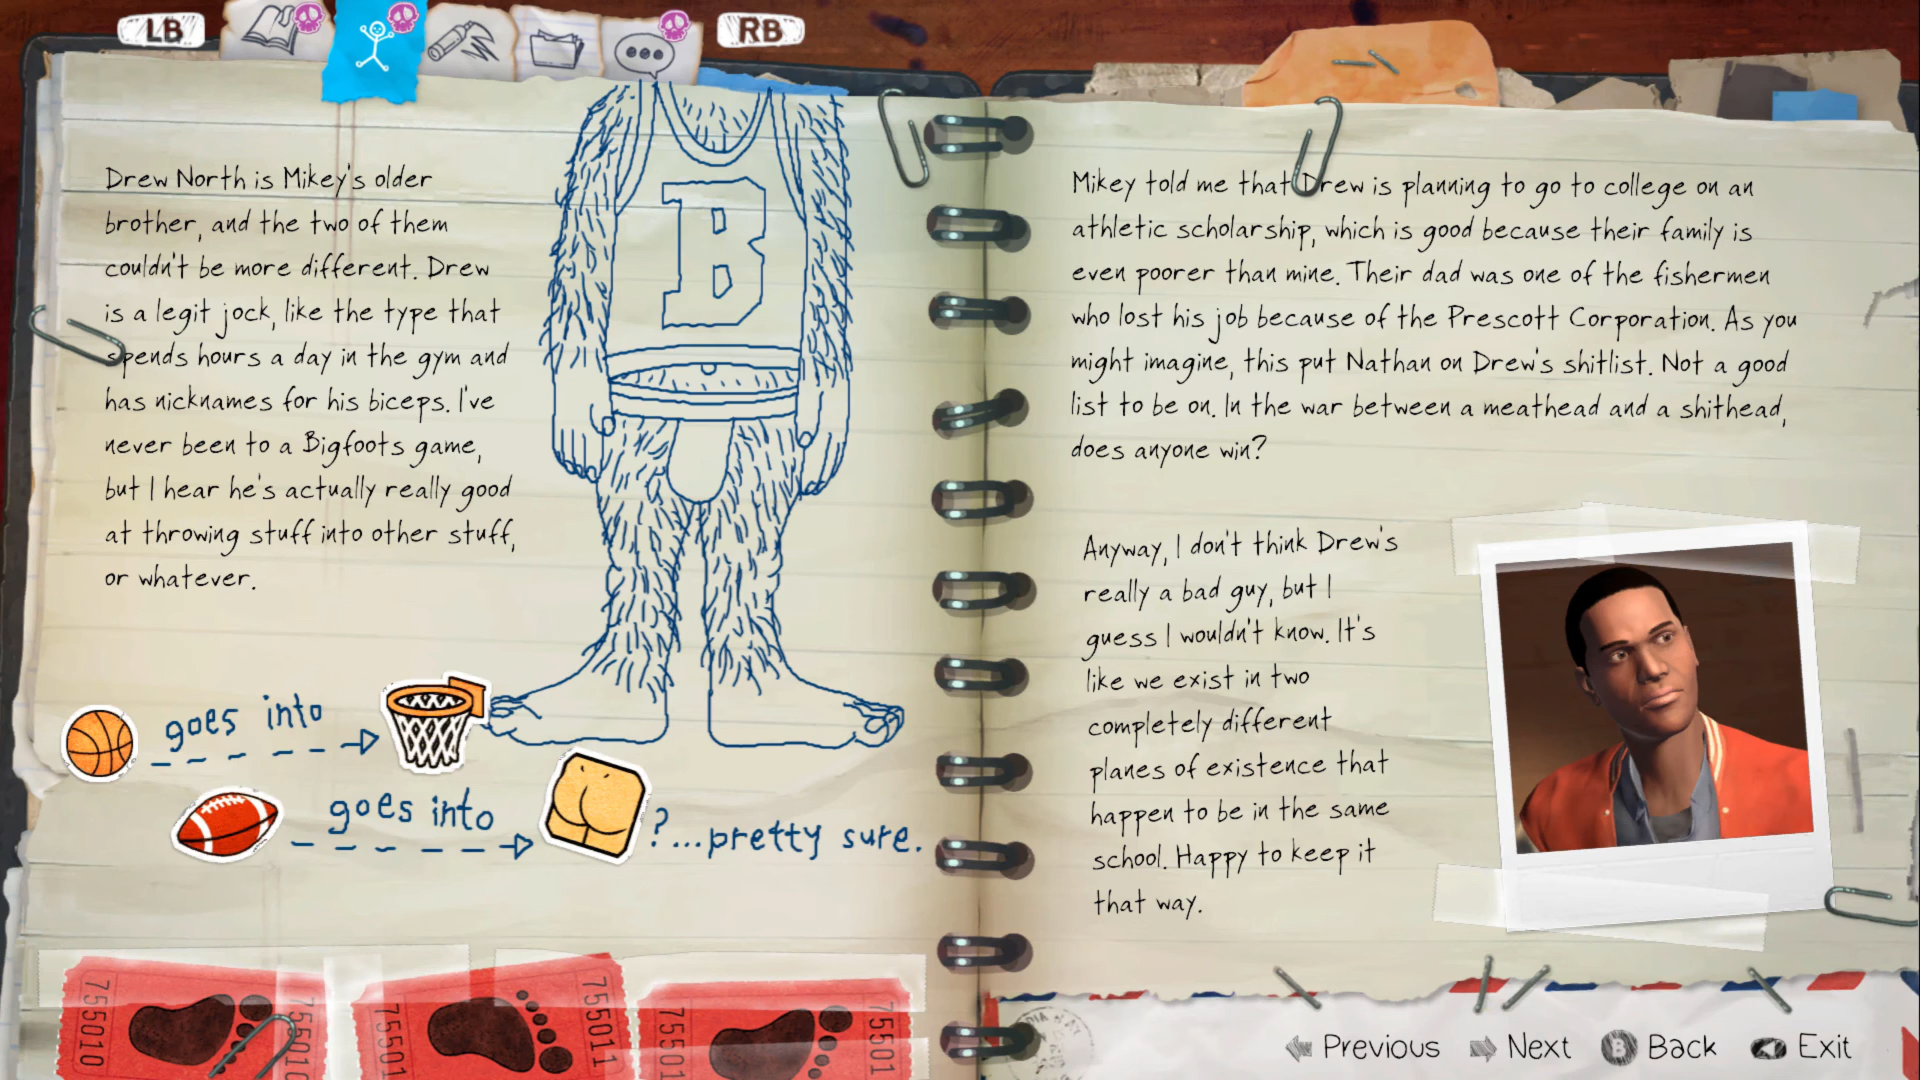 LB
RB
Drew North is Mikey's older
brother, and the two of them
couldn't be more different. Drew
is a legit jock, like the type that
spends hours a day in the gym and
has nicknames for his biceps. I've
never been to a Bigfoots game,
but I hear he's actually really good
at throwing stuff into other stuff,
or whatever.
B
goes into
goes into
?...pretty sure.
755010
755010
75501
755011
75501
75501
Mikey told me that Drew is planning to go to college on an
athletic scholarship, which is good because their family is
even poorer than mine. Their dad was one of the fishermen
who lost his job because of the Prescott Corporation. As you
might imagine, this put Nathan on Drew's shitlist. Not a good
list to be on. In the war between a meathead and a shithead,
does anyone win?
Anyway, I don't think Drew's
really a bad guy, but I
guess I wouldn't know. It's
like we exist in two
completely different
planes of existence that
happen to be in the same
school. Happy to keep it
that way.
Previous
Next
B Back
Exit